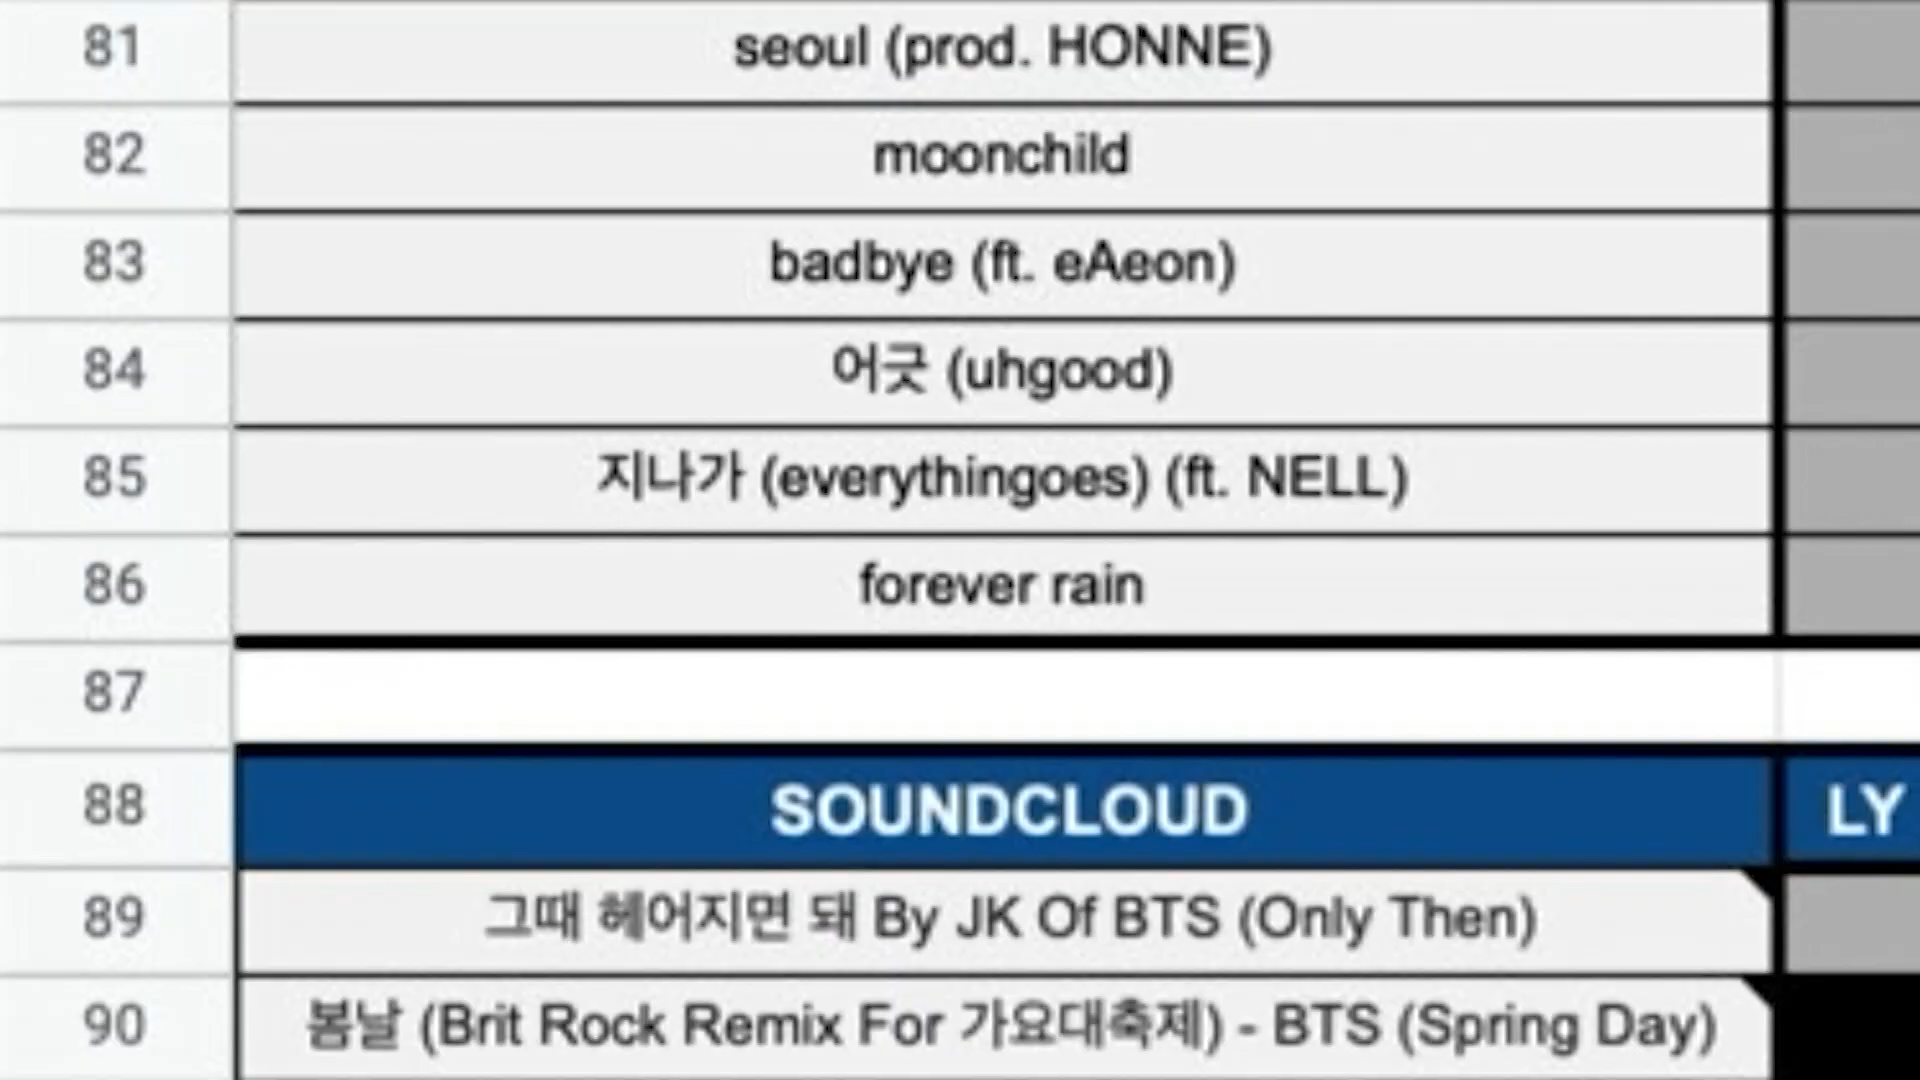 81 seoul (prod. HONNE)
82 moonchild
83 badbye (ft. eAeon)
84 어긋 (uhgood)
85 지나가 (everythingoes) (ft. NELL)
86 forever rain
87
88 SOUNDCLOUD LY
89 그때 헤어지면 돼 By JK Of BTS (Only Then)
90 봄날 (Brit Rock Remix For 가요대축제) - BTS (Spring Day)